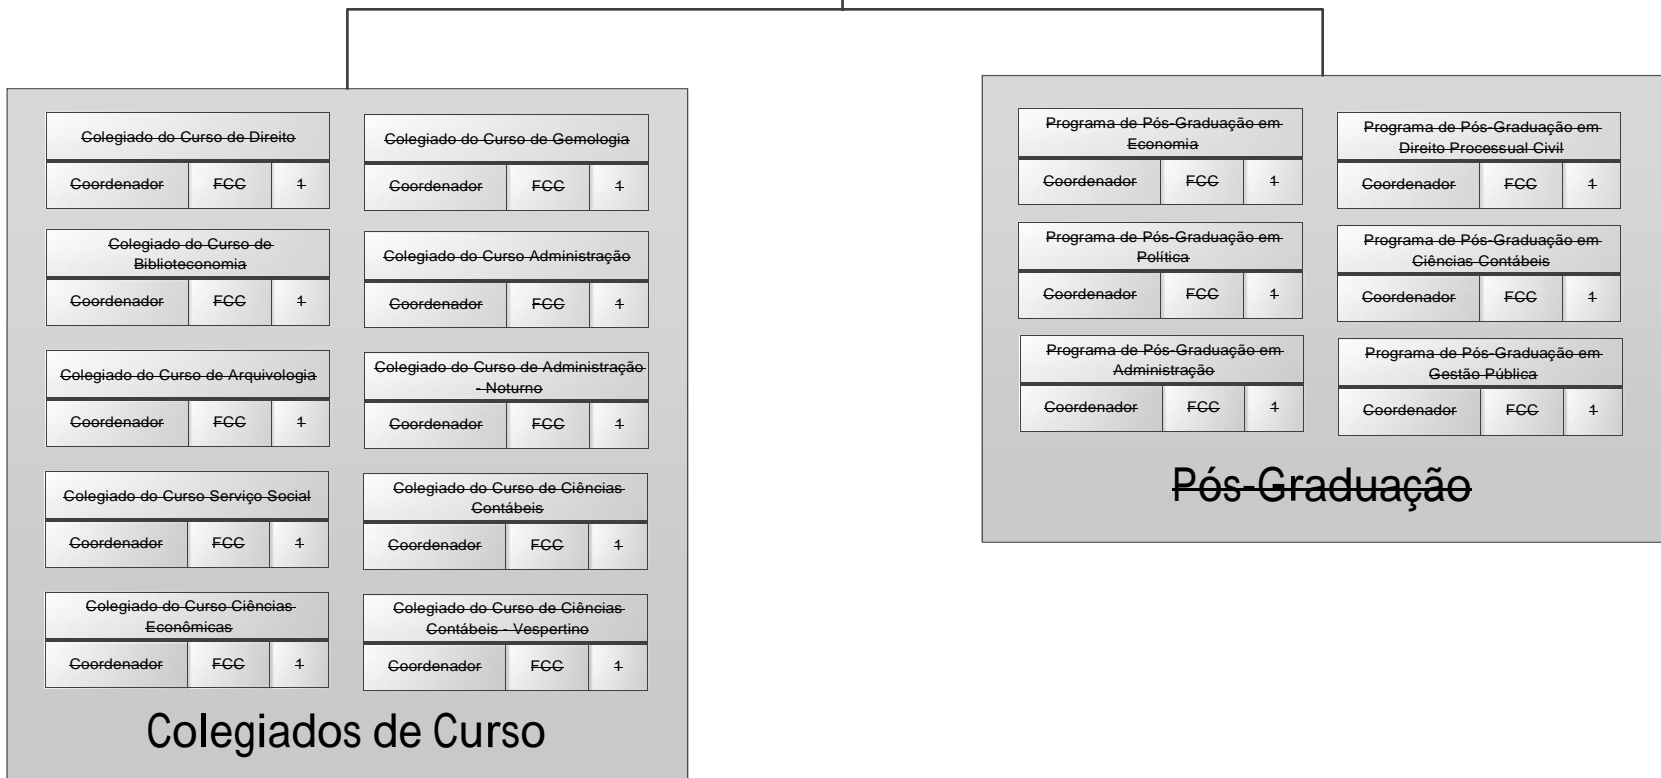 Colegiado do Curso de Direito
Coordenador FCC 1
Colegiado do Curso de Gemologia
Coordenador FCC 1
Colegiado do Curso de
Biblioteconomia
Coordenador FCC 1
Colegiado do Curso Administração
Coordenador FCC 1
Colegiado do Curso de Arquivologia
Coordenador FCC 1
Colegiado do Curso de Administração
- Noturno
Coordenador FCC 1
Colegiado do Curso Serviço Social
Coordenador FCC 1
Colegiado do Curso de Ciências
Contábeis
Coordenador FCC 1
Colegiado do Curso Ciências
Econômicas
Coordenador FCC 1
Colegiado do Curso de Ciências
Contábeis - Vespertino
Coordenador FCC 1
Colegiados de Curso
Programa de Pós-Graduação em
Economia
Coordenador FCC 1
Programa de Pós-Graduação em
Direito Processual Civil
Coordenador FCC 1
Programa de Pós-Graduação em
Política
Coordenador FCC 1
Programa de Pós-Graduação em
Ciências Contábeis
Coordenador FCC 1
Programa de Pós-Graduação em
Administração
Coordenador FCC 1
Programa de Pós-Graduação em
Gestão Pública
Coordenador FCC 1
Pós-Graduação